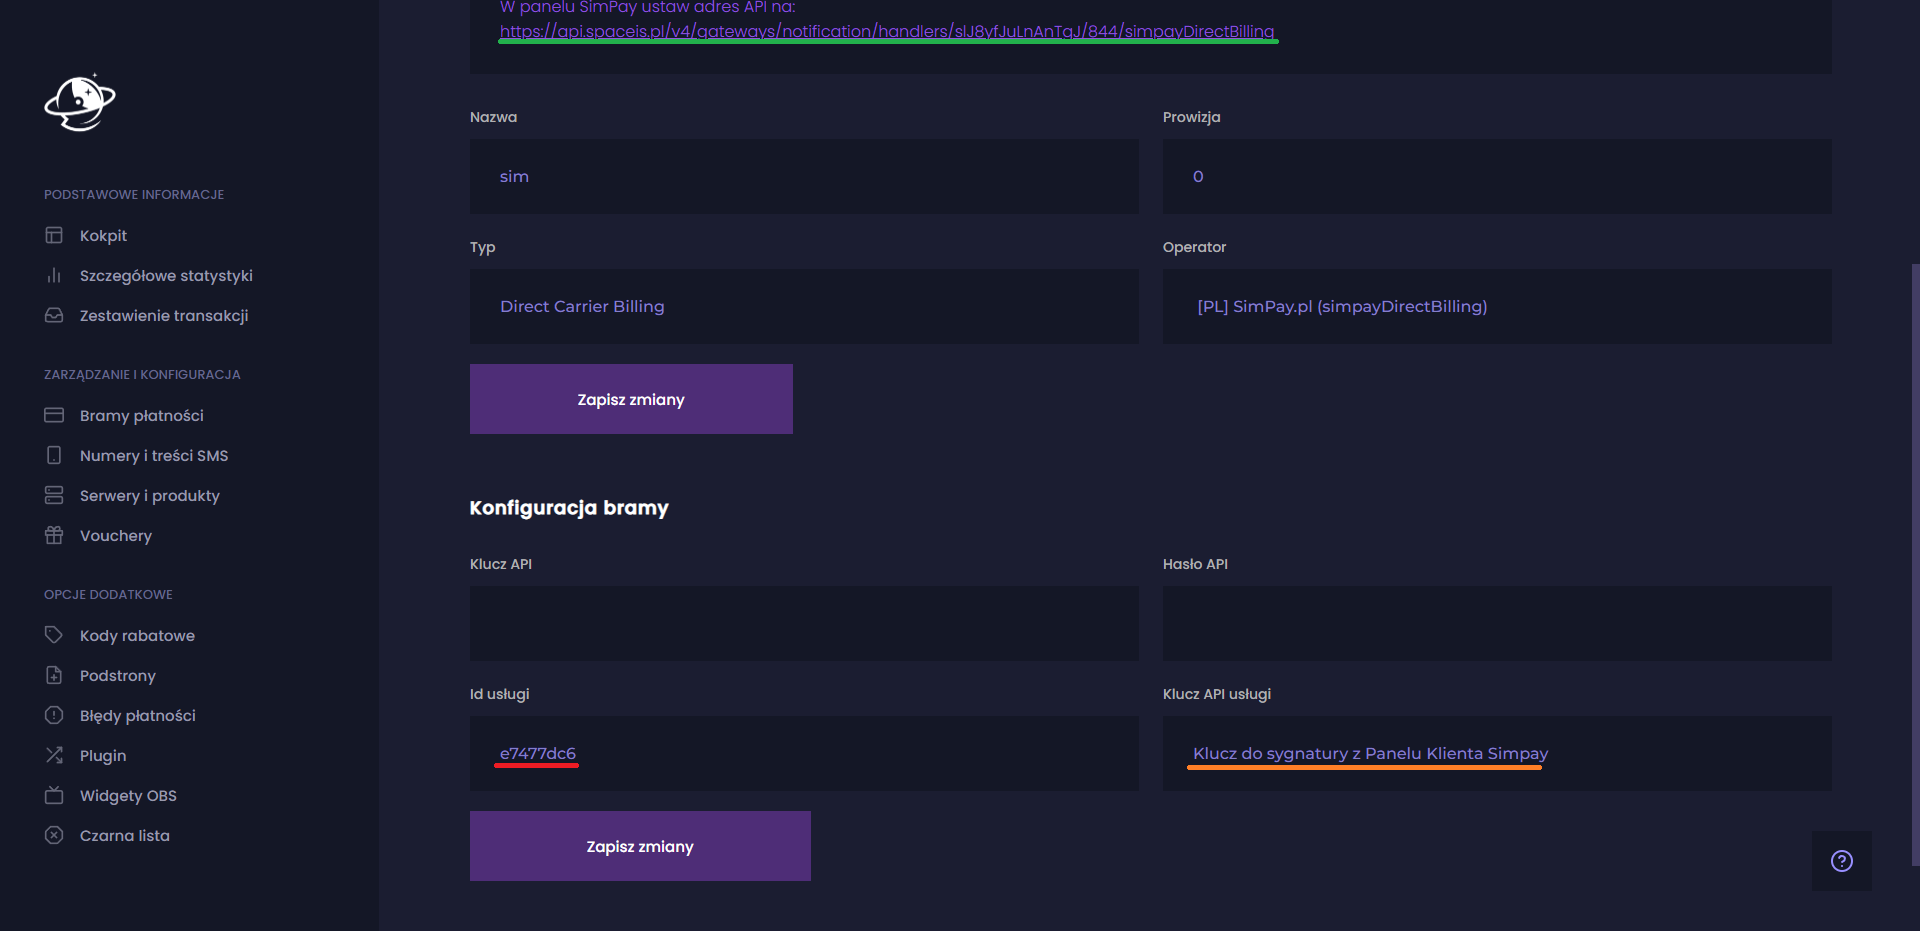 W panelu SimPay ustaw adres API na:
https://api.spaceis.pl/v4/gateways/notification/handlers/slJ8yfJuLnAnTqJ/844/simpayDirectBilling
PODSTAWOWE INFORMACJE
Kokpit
Szczegółowe statystyki
Zestawienie transakcji
ZARZĄDZANIE I KONFIGURACJA
Bramy płatności
Numery i treści SMS
Serwery i produkty
Vouchery
OPCJE DODATKOWE
Kody rabatowe
Podstrony
Błędy płatności
Plugin
Widgety OBS
Czarna lista
Nazwa
sim
Prowizja
0
Typ
Direct Carrier Billing
Operator
[PL] SimPay.pl (simpayDirectBilling)
Zapisz zmiany
Konfiguracja bramy
Klucz API
Hasło API
Id usługi
e7477dc6
Klucz API usługi
Klucz do sygnatury z Panelu Klienta Simpay
Zapisz zmiany